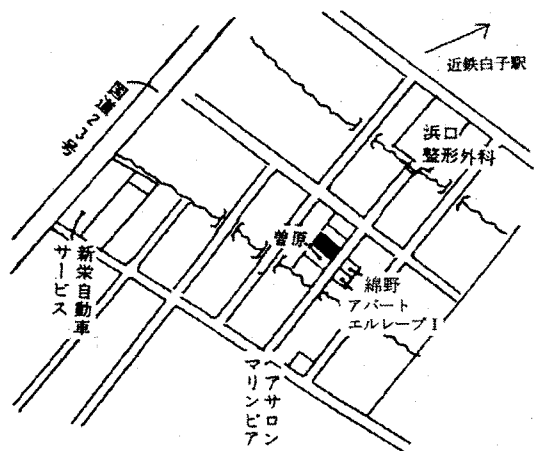 近鉄白子駅
国道23号
浜口
整形外科
菅原
綿野
アパート
エルレーブⅠ
新栄自動車
サービス
ヘアサロン
マリンピア